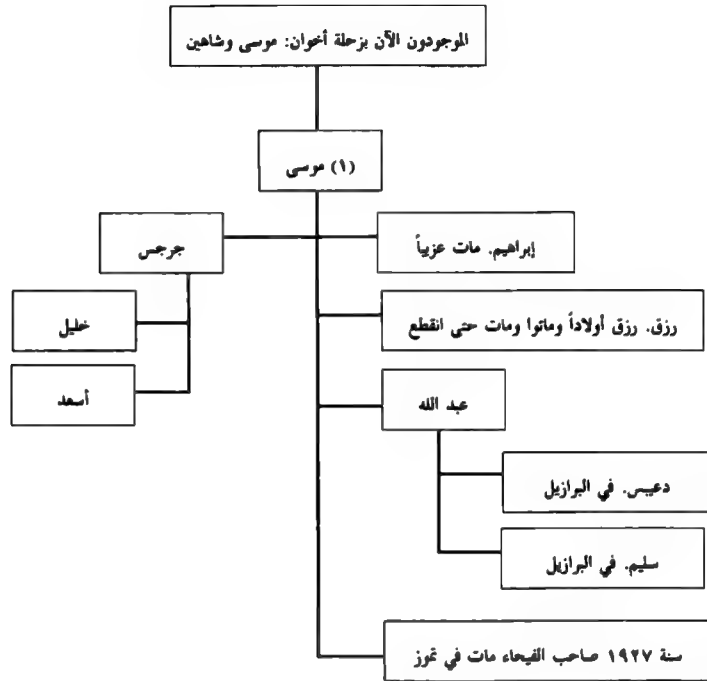 الموجودون الآن بزحلة أخوان: موسى وشاهين
(١) موسى
إبراهيم. مات عزيباً
جرجس
خليل
أسعد
رزق. رزق أولاداً وماتوا ومات حتى انقطع
عبد الله
دعيبس. في البرازيل
سليم. في البرازيل
سنة ١٩٢٧ صاحب الفيحاء مات في تموز